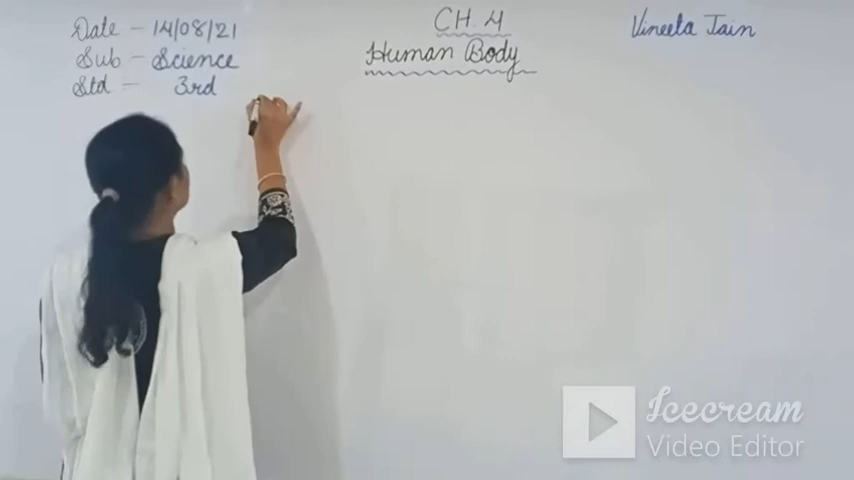 Date - 14/08/21
Sub - Science
Std - 3rd
CH. 4
Human Body
Vineeta Jain
Icecream
Video Editor